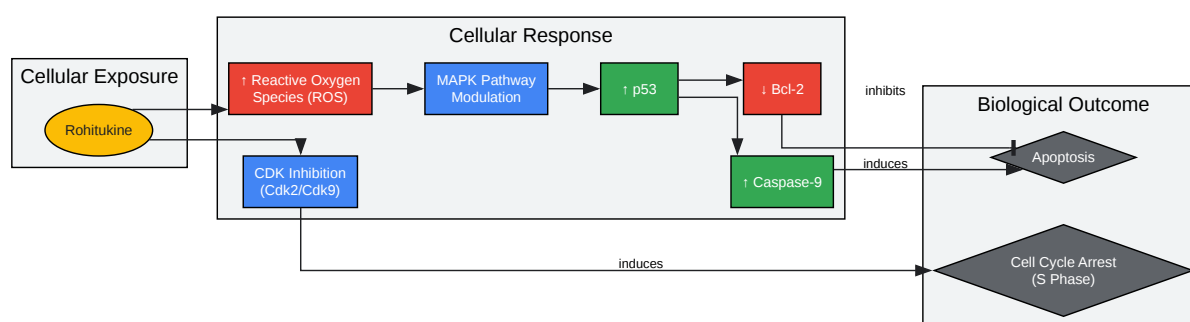 Cellular Response
Cellular Exposure
↑ Reactive Oxygen
Species (ROS)
MAPK Pathway
Modulation
↑ p53
↓ Bcl-2
inhibits
Biological Outcome
Rohitukine
Apoptosis
induces
CDK Inhibition
(Cdk2/Cdk9)
↑ Caspase-9
induces
Cell Cycle Arrest
(S Phase)